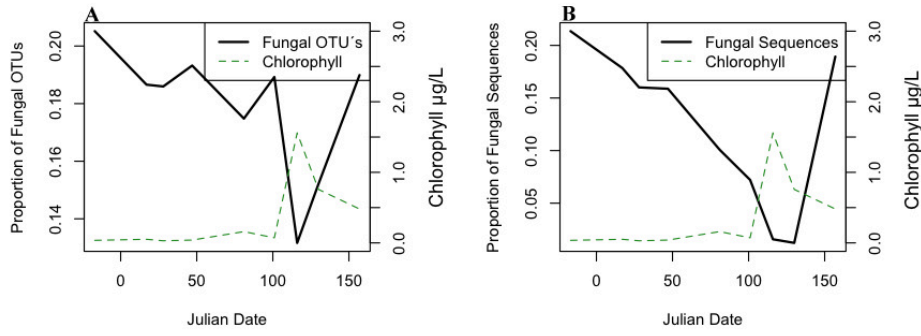 A
Fungal OTU´s
Chlorophyll
Proportion of Fungal OTUs
0.14 0.16 0.18 0.20
0.0 1.0 2.0 3.0
Chlorophyll µg/L
0 50 100 150
Julian Date
B
Fungal Sequences
Chlorophyll
Proportion of Fungal Sequences
0.05 0.10 0.15 0.20
0.0 1.0 2.0 3.0
Chlorophyll µg/L
0 50 100 150
Julian Date